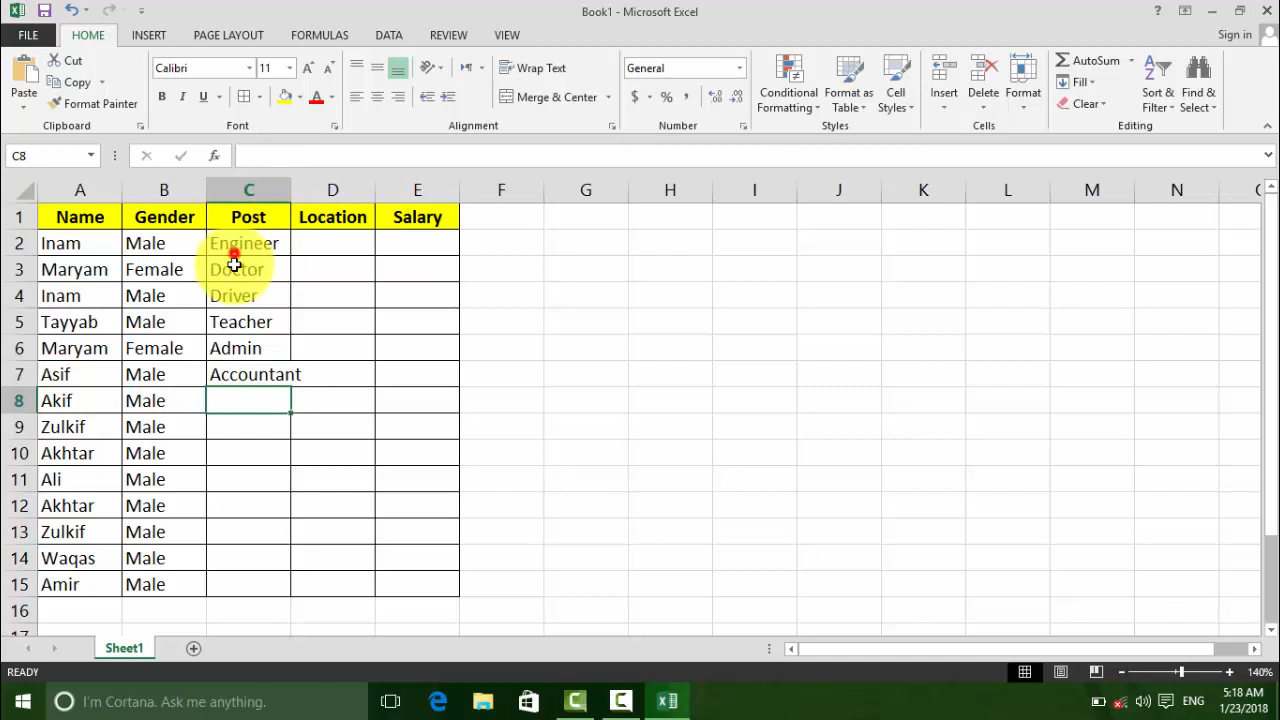 Book1 - Microsoft Excel
?
FILE HOME INSERT PAGE LAYOUT FORMULAS DATA REVIEW VIEW Sign in
Paste Cut Copy Format Painter Clipboard
Calibri 11 B I U A Font
Wrap Text Merge & Center Alignment
General $ % , Number
Conditional Formatting Format as Table Cell Styles Styles
Insert Delete Format Cells
AutoSum Fill Clear Sort & Filter Find & Select Editing
C8 fx
A B C D E F G H I J K L M N
1 Name Gender Post Location Salary
2 Inam Male Engineer
3 Maryam Female Doctor
4 Inam Male Driver
5 Tayyab Male Teacher
6 Maryam Female Admin
7 Asif Male Accountant
8 Akif Male
9 Zulkif Male
10 Akhtar Male
11 Ali Male
12 Akhtar Male
13 Zulkif Male
14 Waqas Male
15 Amir Male
16
Sheet1
READY 140%
I'm Cortana. Ask me anything. ENG 5:18 AM
1/23/2018